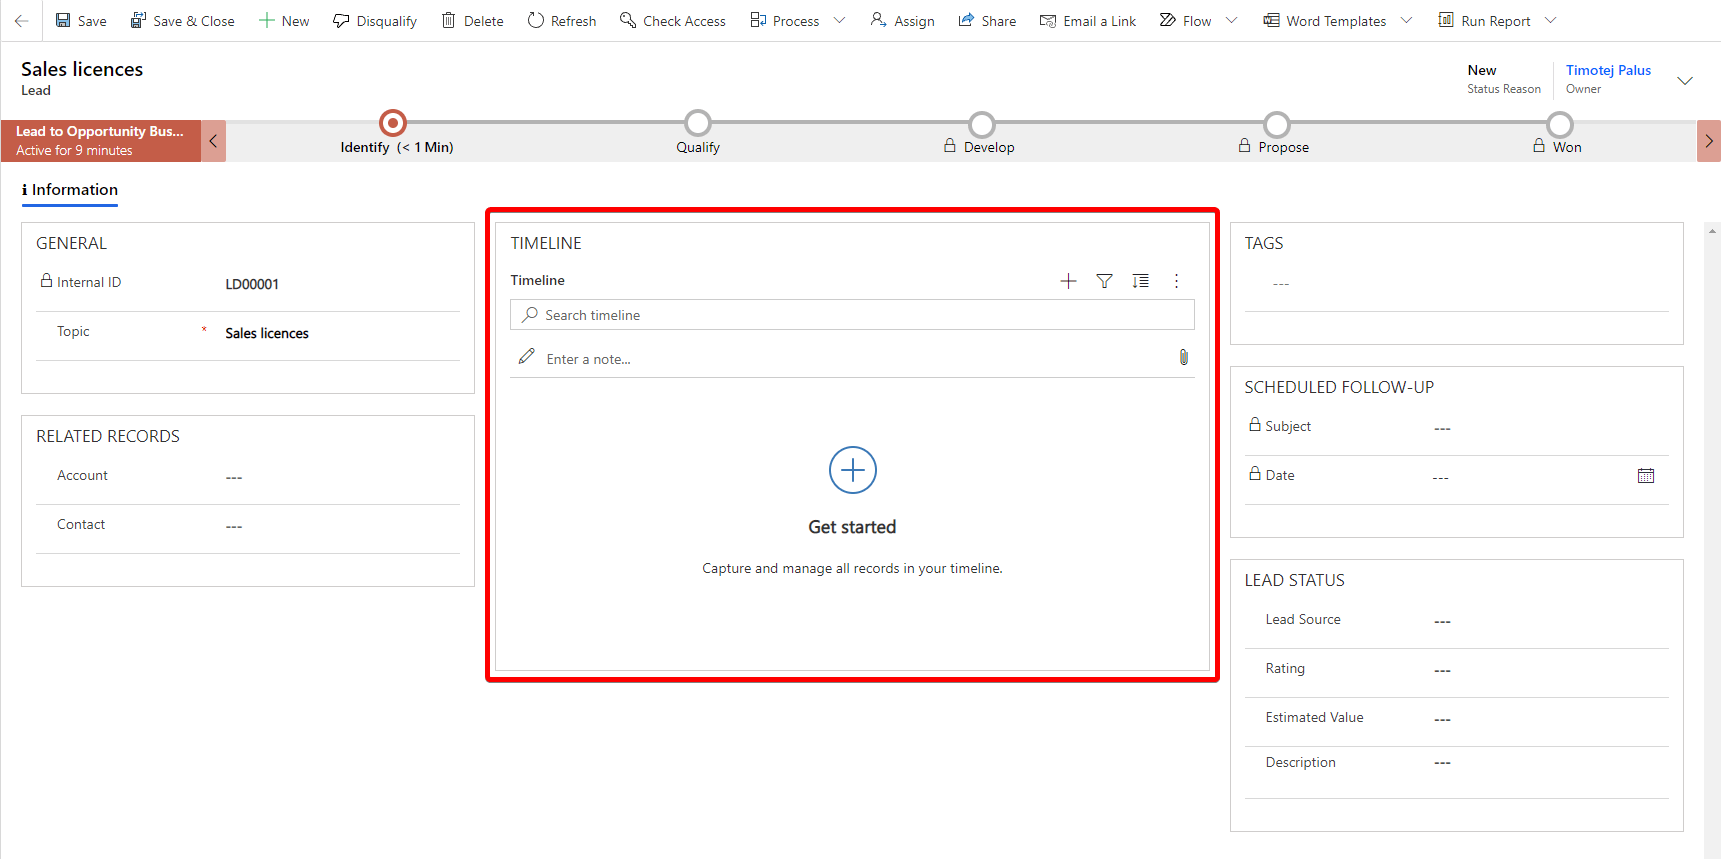 Save Save & Close New Disqualify Delete Refresh Check Access Process Assign Share Email a Link Flow Word Templates Run Report
Sales licences
Lead
New
Status Reason
Timotej Palus
Owner
Lead to Opportunity Bus...
Active for 9 minutes
Identify (< 1 Min)
Qualify
Develop
Propose
Won
Information
GENERAL
Internal ID LD00001
Topic * Sales licences
RELATED RECORDS
Account ---
Contact ---
TIMELINE
Timeline
Search timeline
Enter a note...
Get started
Capture and manage all records in your timeline.
TAGS
---
SCHEDULED FOLLOW-UP
Subject ---
Date ---
LEAD STATUS
Lead Source ---
Rating ---
Estimated Value ---
Description ---